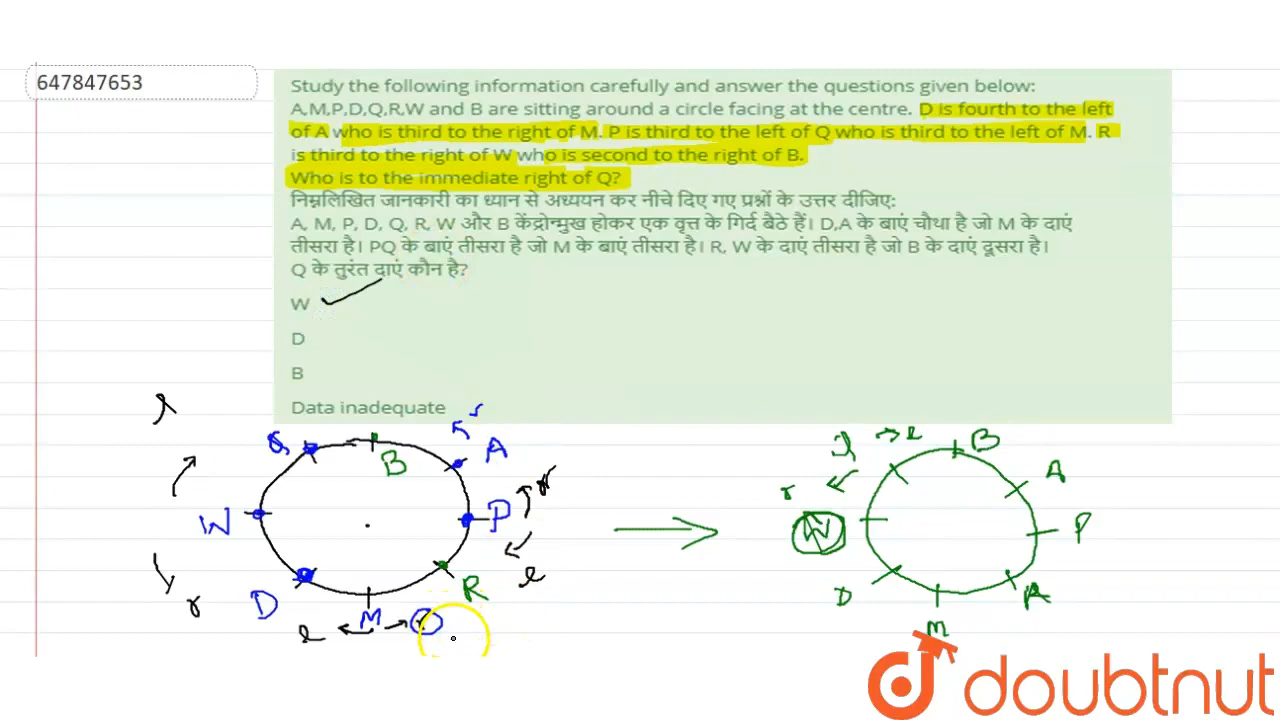 647847653
Study the following information carefully and answer the questions given below:
A,M,P,D,Q,R,W and B are sitting around a circle facing at the centre. D is fourth to the left
of A who is third to the right of M. P is third to the left of Q who is third to the left of M. R
is third to the right of W who is second to the right of B.
Who is to the immediate right of Q?
निम्नलिखित जानकारी का ध्यान से अध्ययन कर नीचे दिए गए प्रश्नों के उत्तर दीजिए:
A, M, P, D, Q, R, W और B केंद्रोन्मुख होकर एक वृत्त के गिर्द बैठे हैं। D,A के बाएं चौथा है जो M के दाएं
तीसरा है। PQ के बाएं तीसरा है जो M के बाएं तीसरा है। R, W के दाएं तीसरा है जो B के दाएं दूसरा है।
Q के तुरंत दाएं कौन है?
W
D
B
Data inadequate
l
Q
B
A
r
W
P
r
l
r
D
M
R
l
l
B
r
A
W
P
D
R
M
doubtnut